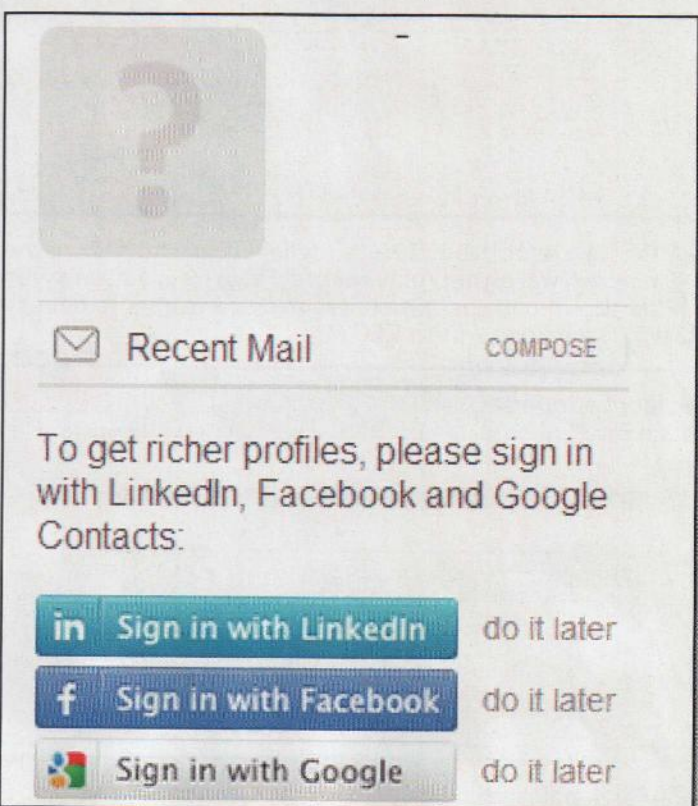 ?
Recent Mail COMPOSE
To get richer profiles, please sign in
with LinkedIn, Facebook and Google
Contacts:
in Sign in with LinkedIn do it later
f Sign in with Facebook do it later
Sign in with Google do it later